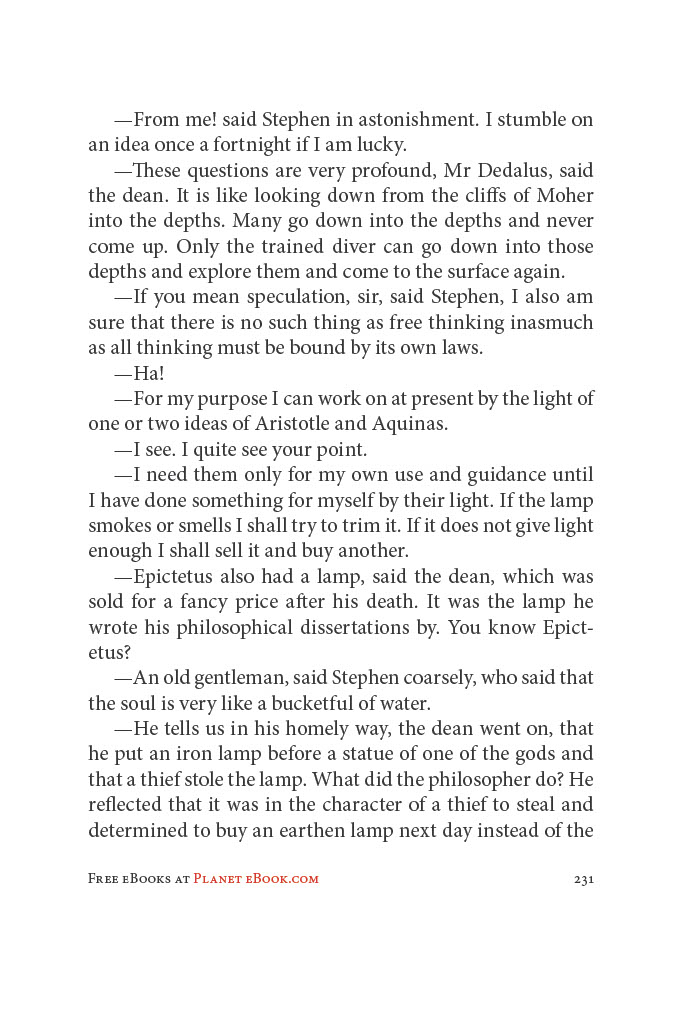 —From me! said Stephen in astonishment. I stumble on
an idea once a fortnight if I am lucky.
—These questions are very profound, Mr Dedalus, said
the dean. It is like looking down from the cliffs of Moher
into the depths. Many go down into the depths and never
come up. Only the trained diver can go down into those
depths and explore them and come to the surface again.
—If you mean speculation, sir, said Stephen, I also am
sure that there is no such thing as free thinking inasmuch
as all thinking must be bound by its own laws.
—Ha!
—For my purpose I can work on at present by the light of
one or two ideas of Aristotle and Aquinas.
—I see. I quite see your point.
—I need them only for my own use and guidance until
I have done something for myself by their light. If the lamp
smokes or smells I shall try to trim it. If it does not give light
enough I shall sell it and buy another.
—Epictetus also had a lamp, said the dean, which was
sold for a fancy price after his death. It was the lamp he
wrote his philosophical dissertations by. You know Epict-
etus?
—An old gentleman, said Stephen coarsely, who said that
the soul is very like a bucketful of water.
—He tells us in his homely way, the dean went on, that
he put an iron lamp before a statue of one of the gods and
that a thief stole the lamp. What did the philosopher do? He
reflected that it was in the character of a thief to steal and
determined to buy an earthen lamp next day instead of the
Free eBooks at Planet eBook.com 231